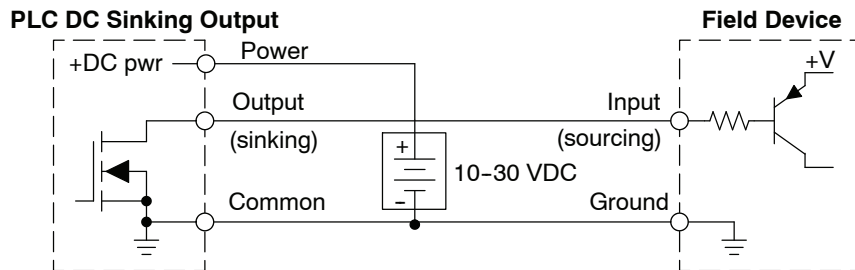 PLC DC Sinking Output
Field Device
+DC pwr
Power
+V
Output
(sinking)
Input
(sourcing)
+
10–30 VDC
–
Common
Ground